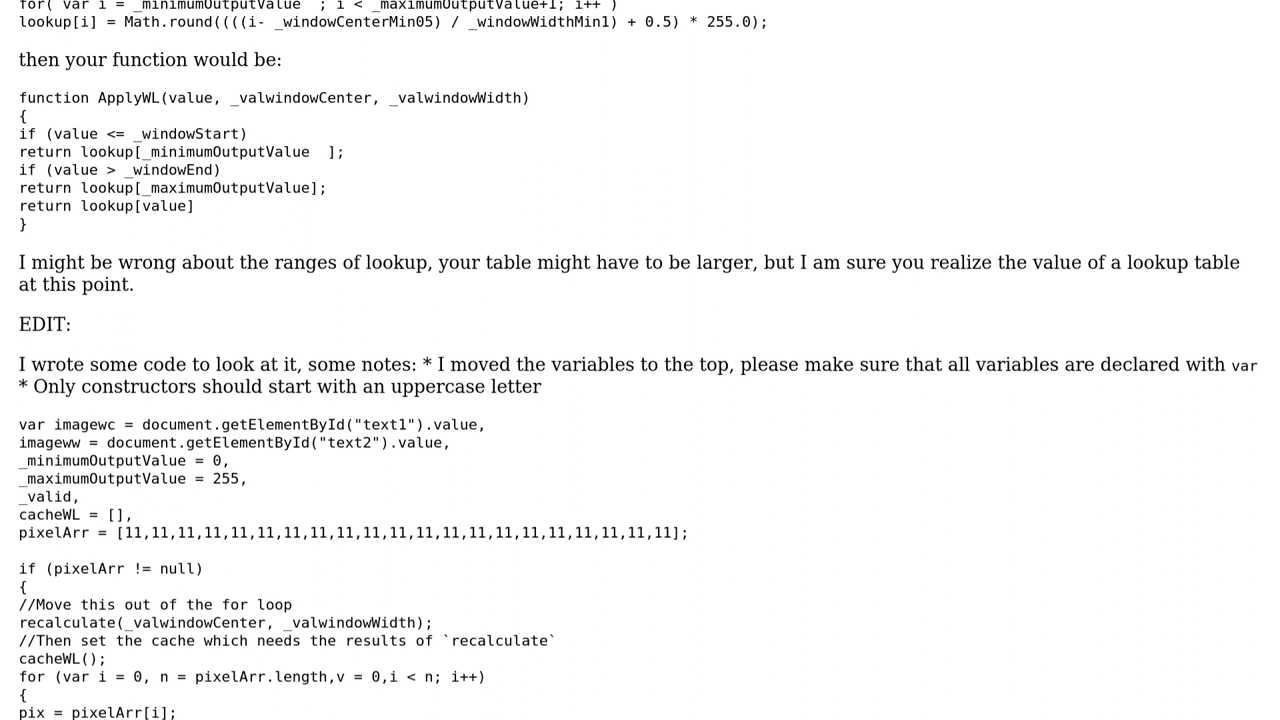 for( var i = _minimumOutputValue  ; i < _maximumOutputValue+1; i++ )
lookup[i] = Math.round((((i- _windowCenterMin05) / _windowWidthMin1) + 0.5) * 255.0);
then your function would be:
function ApplyWL(value, _valwindowCenter, _valwindowWidth)
{
if (value <= _windowStart)
return lookup[_minimumOutputValue  ];
if (value > _windowEnd)
return lookup[_maximumOutputValue];
return lookup[value]
}
I might be wrong about the ranges of lookup, your table might have to be larger, but I am sure you realize the value of a lookup table
at this point.
EDIT:
I wrote some code to look at it, some notes: * I moved the variables to the top, please make sure that all variables are declared with var
* Only constructors should start with an uppercase letter
var imagewc = document.getElementById("text1").value,
imageww = document.getElementById("text2").value,
_minimumOutputValue = 0,
_maximumOutputValue = 255,
_valid,
cacheWL = [],
pixelArr = [11,11,11,11,11,11,11,11,11,11,11,11,11,11,11,11,11,11,11,11,11];
if (pixelArr != null)
{
//Move this out of the for loop
recalculate(_valwindowCenter, _valwindowWidth);
//Then set the cache which needs the results of `recalculate`
cacheWL();
for (var i = 0, n = pixelArr.length,v = 0,i < n; i++)
{
pix = pixelArr[i];